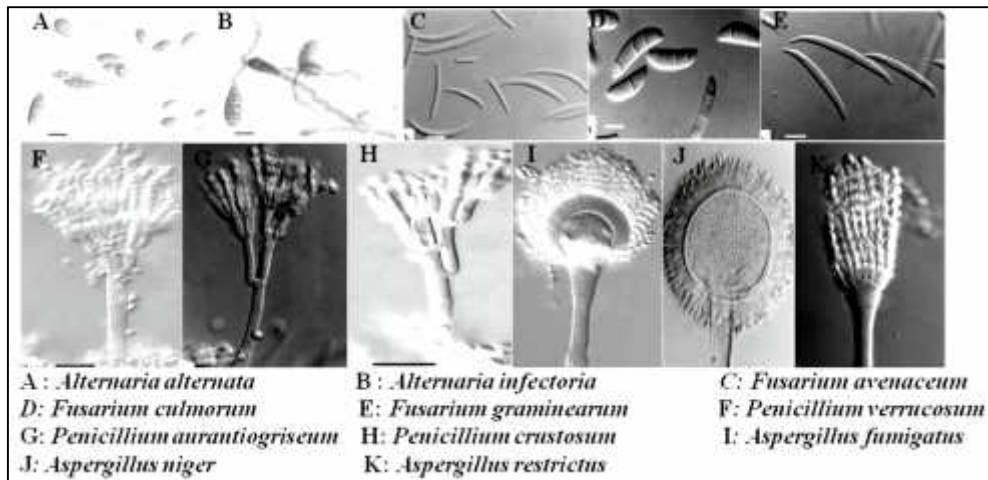 A B C D E
F G H I J K
A : Alternaria alternata B : Alternaria infectoria C: Fusarium avenaceum
D: Fusarium culmorum E: Fusarium graminearum F: Penicillium verrucosum
G: Penicillium aurantiogriseum H: Penicillium crustosum I: Aspergillus fumigatus
J: Aspergillus niger K: Aspergillus restrictus